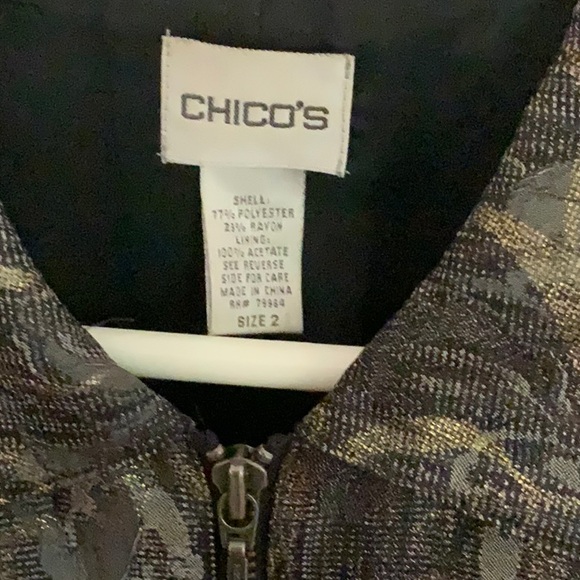 CHICO'S
SHELL:
77% POLYESTER
23% RAYON
LINING:
100% ACETATE
SEE REVERSE
SIDE FOR CARE
MADE IN CHINA
RN# 79984
SIZE 2